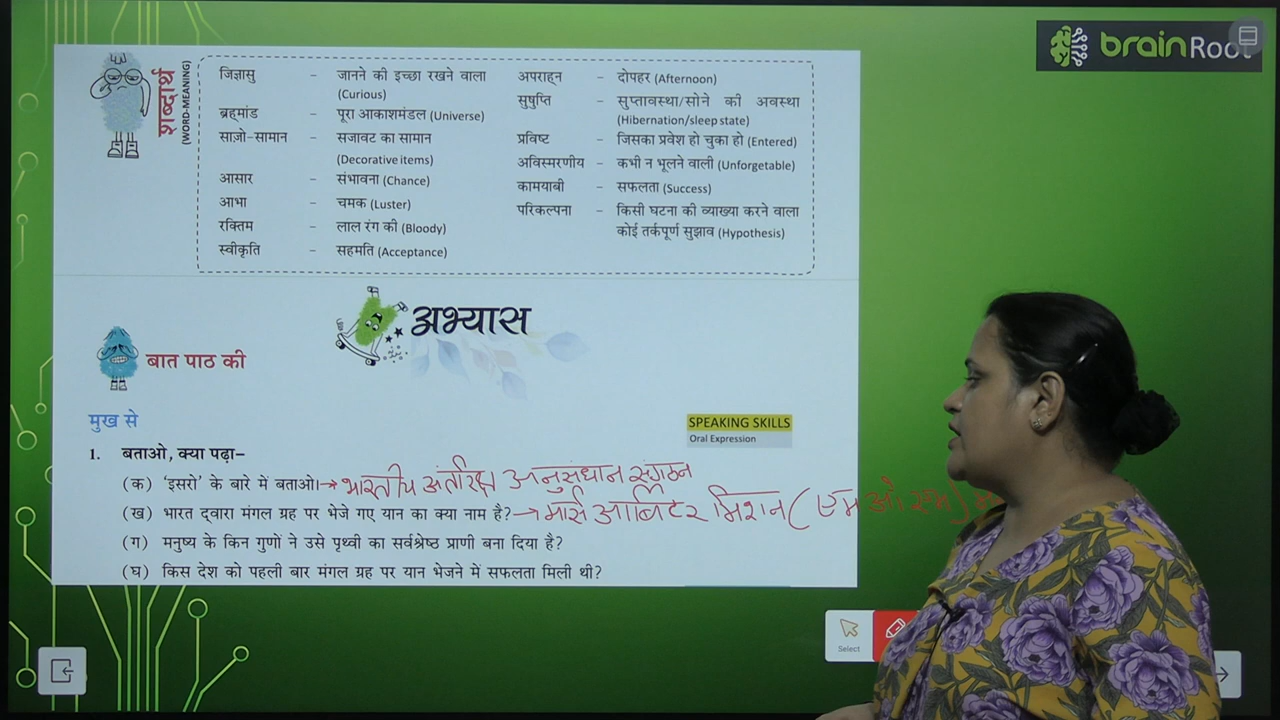 brainRoot
शब्दार्थ
(WORD-MEANING)
जिज्ञासु – जानने की इच्छा रखने वाला
(Curious)
ब्रह्मांड – पूरा आकाशमंडल (Universe)
साज़ो-सामान – सजावट का सामान
(Decorative items)
आसार – संभावना (Chance)
आभा – चमक (Luster)
रक्तिम – लाल रंग की (Bloody)
स्वीकृति – सहमति (Acceptance)
अपराह्न – दोपहर (Afternoon)
सुषुप्ति – सुप्तावस्था/सोने की अवस्था
(Hibernation/sleep state)
प्रविष्ट – जिसका प्रवेश हो चुका हो (Entered)
अविस्मरणीय – कभी न भूलने वाली (Unforgetable)
कामयाबी – सफलता (Success)
परिकल्पना – किसी घटना की व्याख्या करने वाला
कोई तर्कपूर्ण सुझाव (Hypothesis)
अभ्यास
बात पाठ की
मुख से
SPEAKING SKILLS
Oral Expression
1. बताओ, क्या पढ़ा–
(क) 'इसरो' के बारे में बताओ। → भारतीय अंतरिक्ष अनुसंधान संगठन
(ख) भारत द्वारा मंगल ग्रह पर भेजे गए यान का क्या नाम है? → मार्स आर्बिटर मिशन (एम ओ एम)
(ग) मनुष्य के किन गुणों ने उसे पृथ्वी का सर्वश्रेष्ठ प्राणी बना दिया है?
(घ) किस देश को पहली बार मंगल ग्रह पर यान भेजने में सफलता मिली थी?
Select